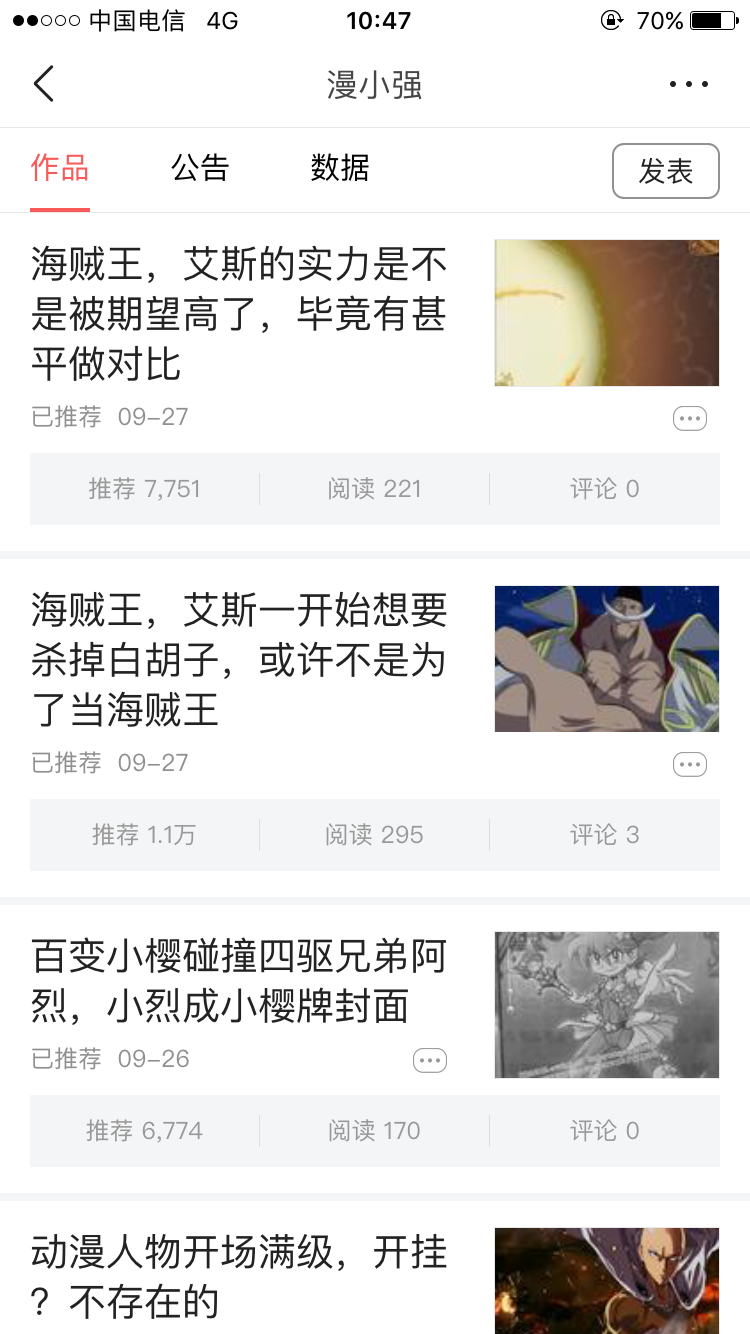 中国电信 4G 10:47 70%
漫小强
作品 公告 数据 发表
海贼王，艾斯的实力是不
是被期望高了，毕竟有甚
平做对比
已推荐 09-27
推荐 7,751 阅读 221 评论 0
海贼王，艾斯一开始想要
杀掉白胡子，或许不是为
了当海贼王
已推荐 09-27
推荐 1.1万 阅读 295 评论 3
百变小樱碰撞四驱兄弟阿
烈，小烈成小樱牌封面
已推荐 09-26
推荐 6,774 阅读 170 评论 0
动漫人物开场满级，开挂
？不存在的